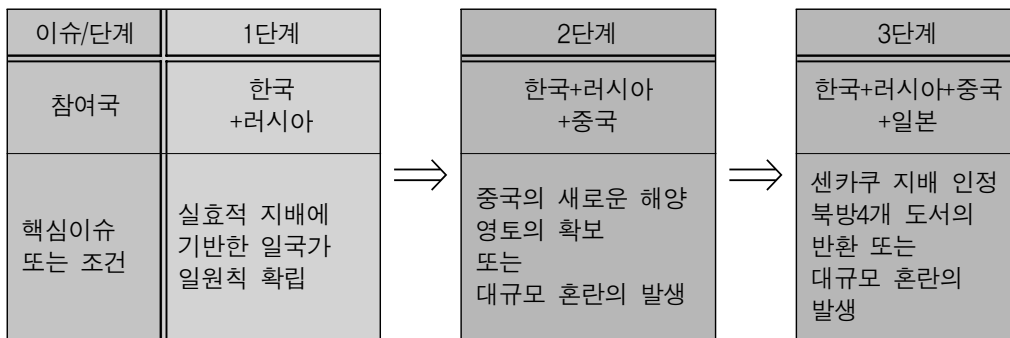 이슈/단계
1단계
2단계
3단계
참여국
한국
+러시아
한국+러시아
+중국
한국+러시아+중국
+일본
핵심이슈
또는 조건
실효적 지배에
기반한 일국가
일원칙 확립
중국의 새로운 해양
영토의 확보
또는
대규모 혼란의 발생
센카쿠 지배 인정
북방4개 도서의
반환 또는
대규모 혼란의
발생